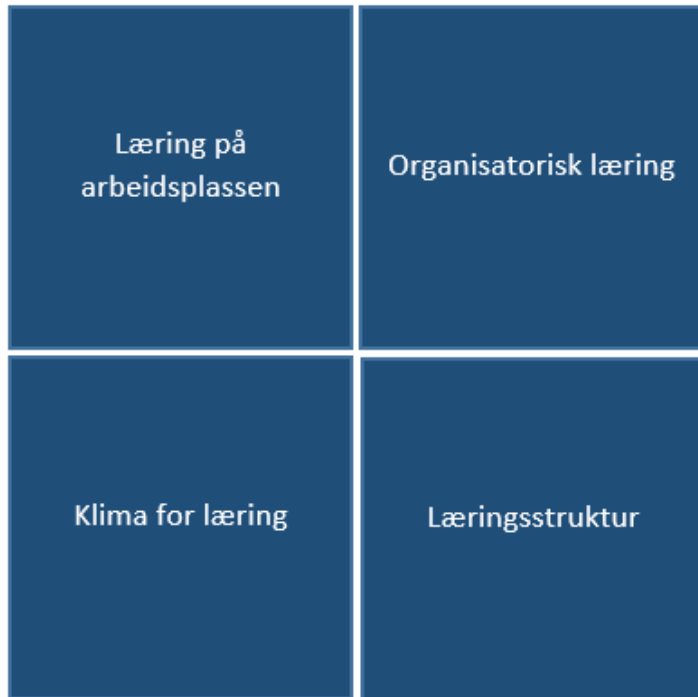 Læring på
arbeidsplassen
Organisatorisk læring
Klima for læring
Læringsstruktur